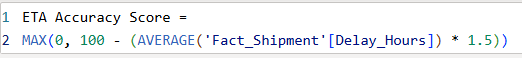 1 ETA Accuracy Score =
2 MAX(0, 100 - (AVERAGE('Fact_Shipment'[Delay_Hours]) * 1.5))